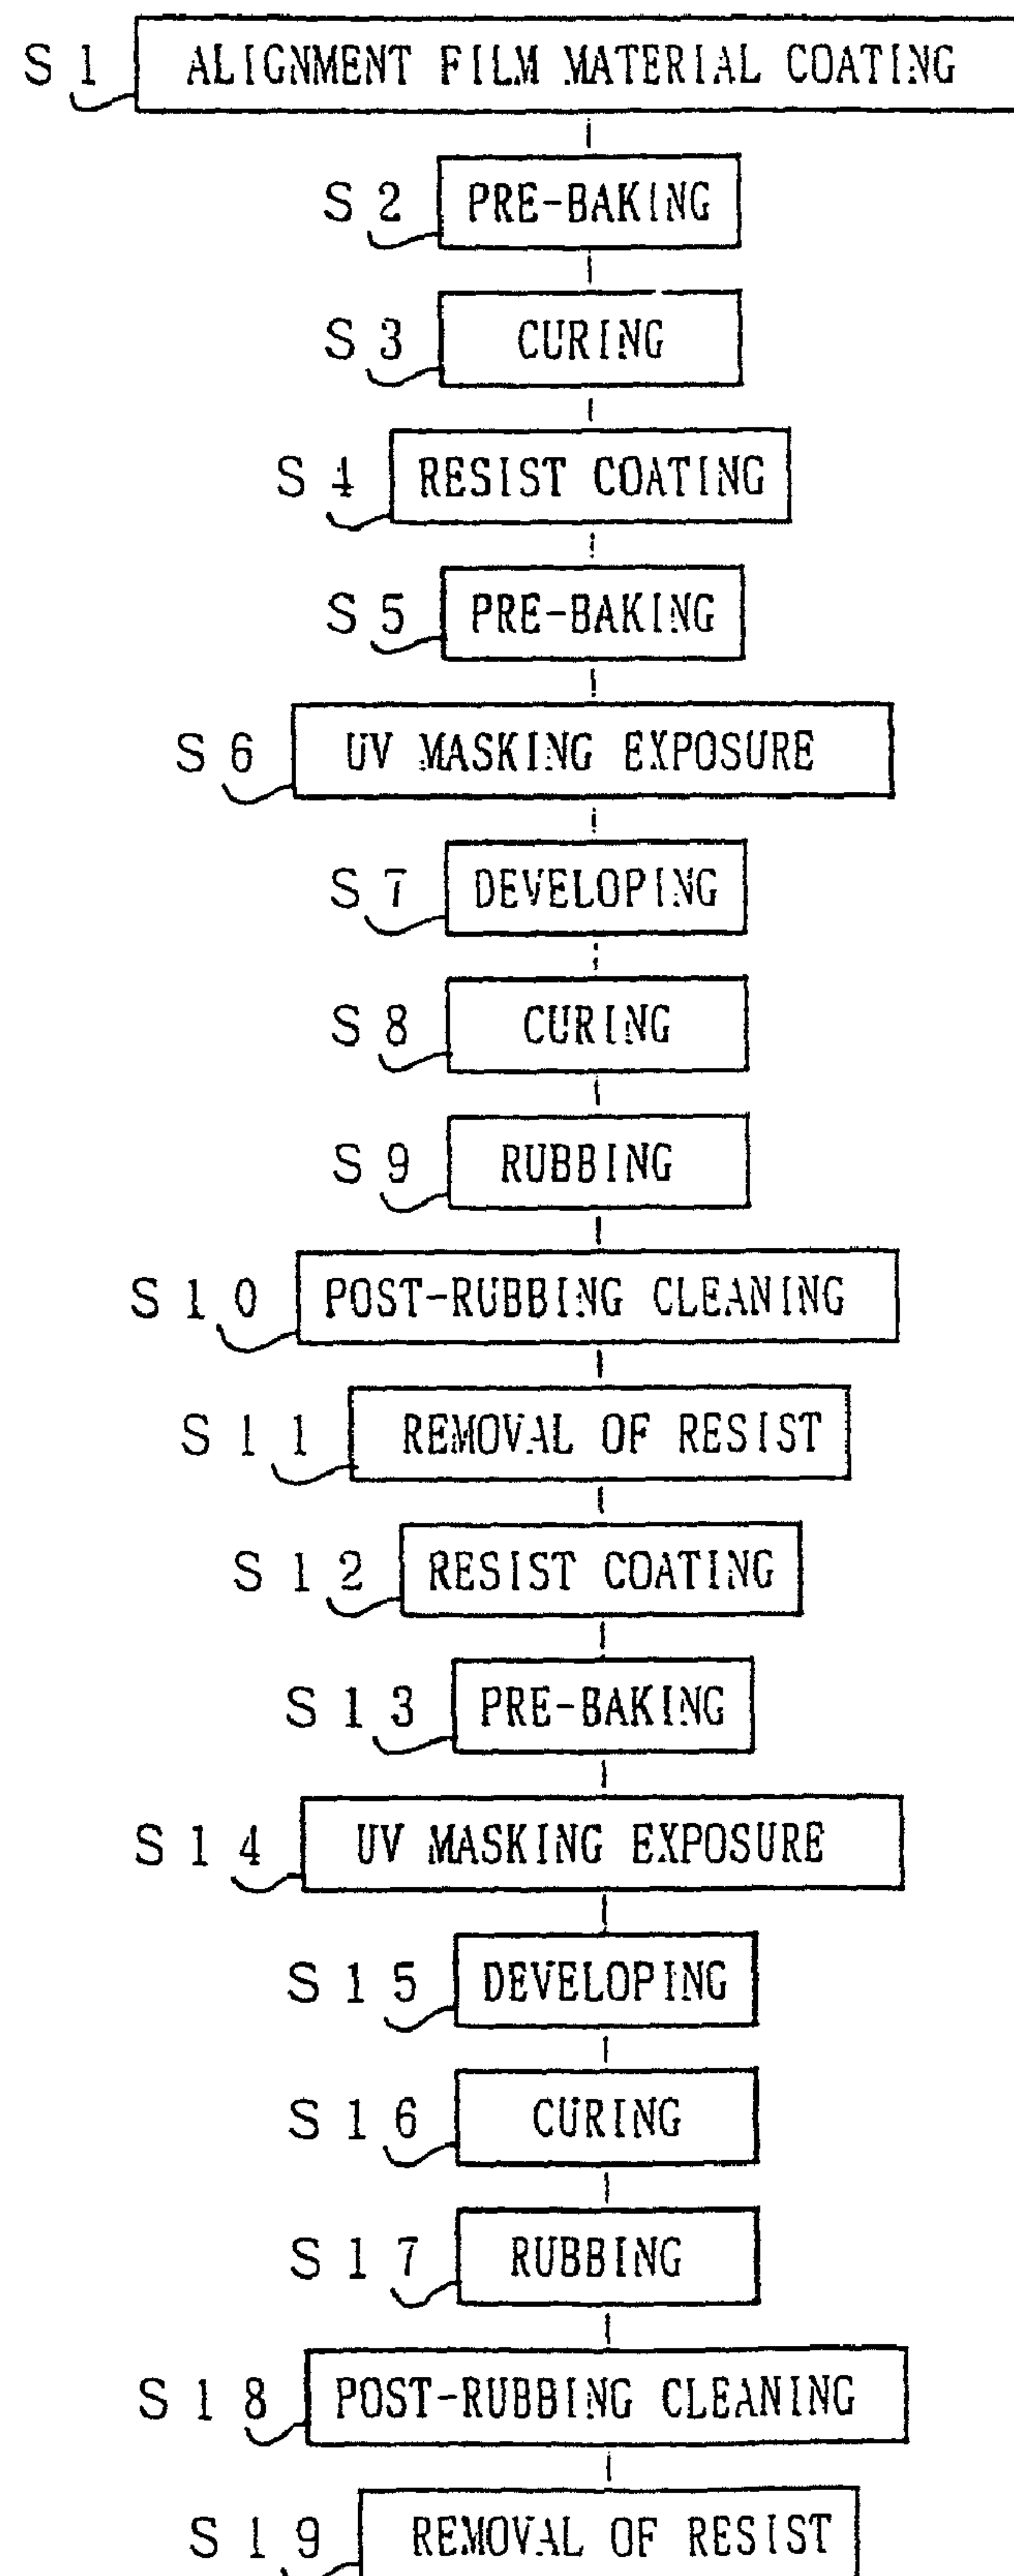 S1 ALIGNMENT FILM MATERIAL COATING
S2 PRE-BAKING
S3 CURING
S4 RESIST COATING
S5 PRE-BAKING
S6 UV MASKING EXPOSURE
S7 DEVELOPING
S8 CURING
S9 RUBBING
S10 POST-RUBBING CLEANING
S11 REMOVAL OF RESIST
S12 RESIST COATING
S13 PRE-BAKING
S14 UV MASKING EXPOSURE
S15 DEVELOPING
S16 CURING
S17 RUBBING
S18 POST-RUBBING CLEANING
S19 REMOVAL OF RESIST